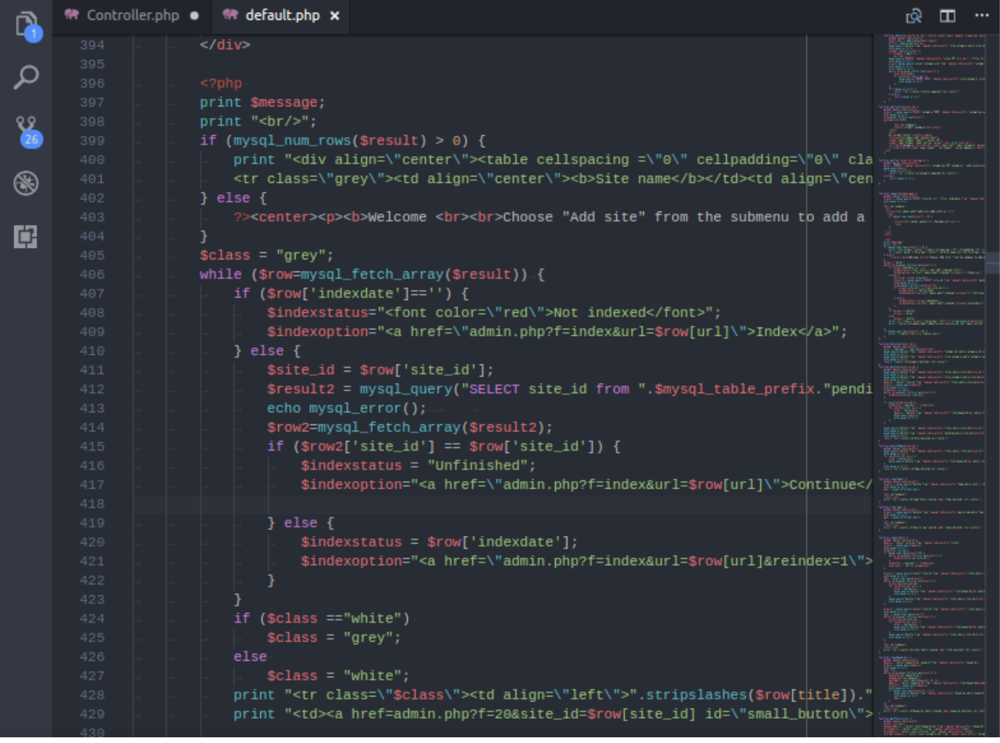 Controller.php
default.php
1
26
394 </div>
395
396 <?php
397 print $message;
398 print "<br/>";
399 if (mysql_num_rows($result) > 0) {
400 print "<div align=\"center\"><table cellspacing =\"0\" cellpadding=\"0\" cla
401 <tr class=\"grey\"><td align=\"center\"><b>Site name</b></td><td align=\"cen
402 } else {
403 ?><center><p><b>Welcome <br><br>Choose "Add site" from the submenu to add a
404 }
405 $class = "grey";
406 while ($row=mysql_fetch_array($result)) {
407 if ($row['indexdate']=='') {
408 $indexstatus="<font color=\"red\">Not indexed</font>";
409 $indexoption="<a href=\"admin.php?f=index&url=$row[url]\">Index</a>";
410 } else {
411 $site_id = $row['site_id'];
412 $result2 = mysql_query("SELECT site_id from ".$mysql_table_prefix."pendi
413 echo mysql_error();
414 $row2=mysql_fetch_array($result2);
415 if ($row2['site_id'] == $row['site_id']) {
416 $indexstatus = "Unfinished";
417 $indexoption="<a href=\"admin.php?f=index&url=$row[url]\">Continue</
418
419 } else {
420 $indexstatus = $row['indexdate'];
421 $indexoption="<a href=\"admin.php?f=index&url=$row[url]&reindex=1\">
422 }
423 }
424 if ($class =="white")
425 $class = "grey";
426 else
427 $class = "white";
428 print "<tr class=\"$class\"><td align=\"left\">".stripslashes($row[title])."
429 print "<td><a href=admin.php?f=20&site_id=$row[site_id] id=\"small_button\">
430